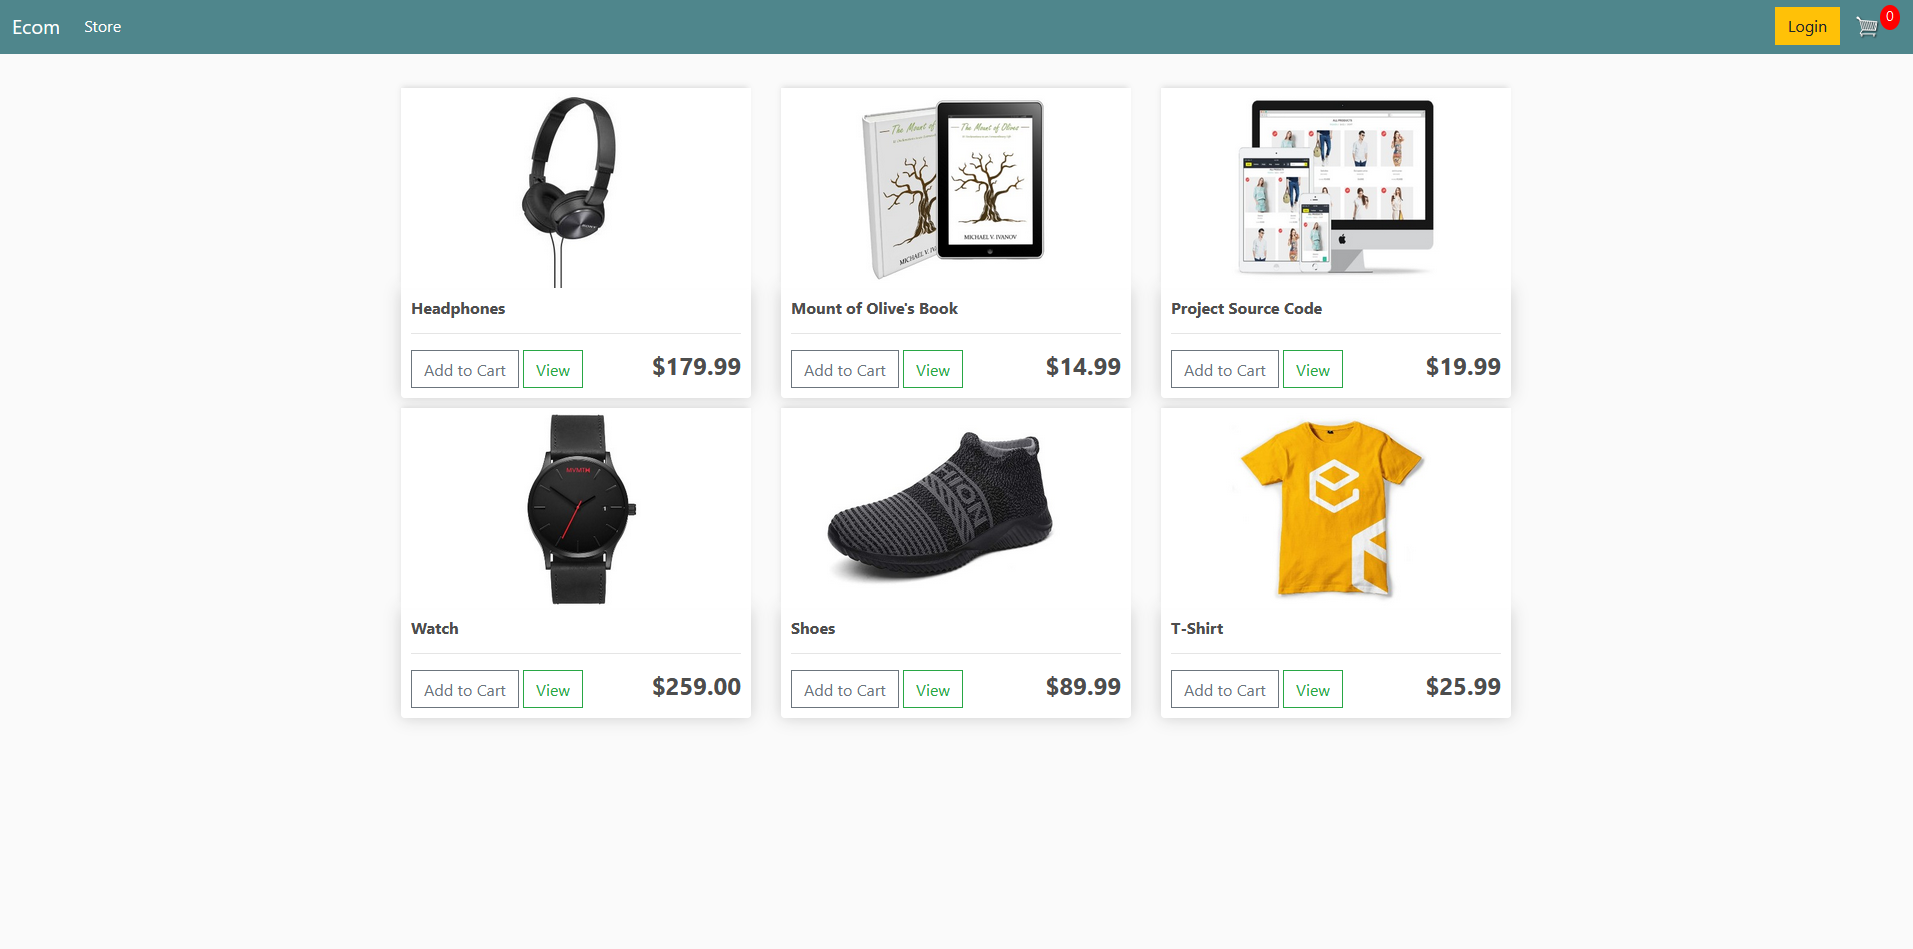 Ecom Store Login 0
The Mount of Olives
MICHAEL V. IVANOV
Headphones
Add to Cart View $179.99
Mount of Olive's Book
Add to Cart View $14.99
Project Source Code
Add to Cart View $19.99
MVMTH
Watch
Add to Cart View $259.00
HION
Shoes
Add to Cart View $89.99
T-Shirt
Add to Cart View $25.99